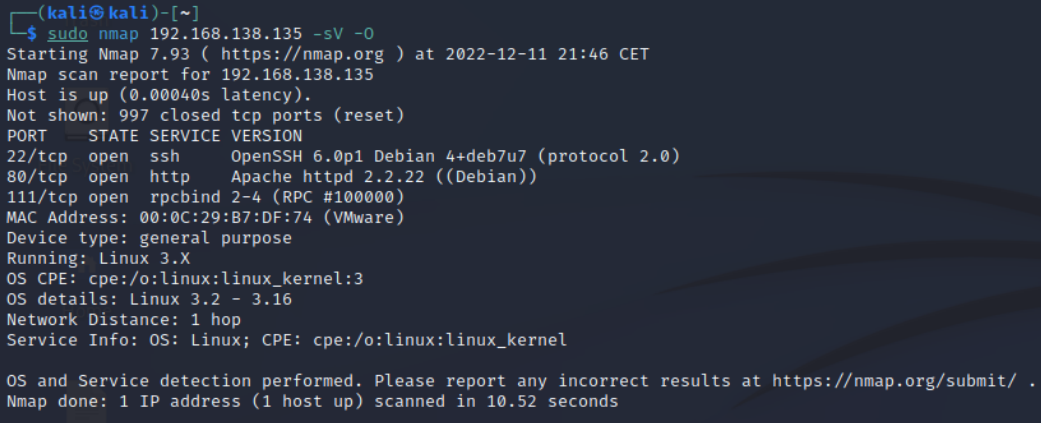 ┌──(kali㉿kali)-[~]
└─$ sudo nmap 192.168.138.135 -sV -O
Starting Nmap 7.93 ( https://nmap.org ) at 2022-12-11 21:46 CET
Nmap scan report for 192.168.138.135
Host is up (0.00040s latency).
Not shown: 997 closed tcp ports (reset)
PORT    STATE SERVICE VERSION
22/tcp  open  ssh     OpenSSH 6.0p1 Debian 4+deb7u7 (protocol 2.0)
80/tcp  open  http    Apache httpd 2.2.22 ((Debian))
111/tcp open  rpcbind 2-4 (RPC #100000)
MAC Address: 00:0C:29:B7:DF:74 (VMware)
Device type: general purpose
Running: Linux 3.X
OS CPE: cpe:/o:linux:linux_kernel:3
OS details: Linux 3.2 - 3.16
Network Distance: 1 hop
Service Info: OS: Linux; CPE: cpe:/o:linux:linux_kernel

OS and Service detection performed. Please report any incorrect results at https://nmap.org/submit/ .
Nmap done: 1 IP address (1 host up) scanned in 10.52 seconds